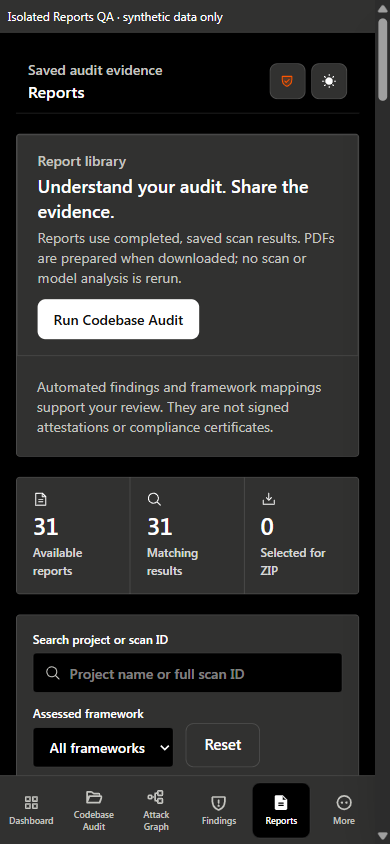 Isolated Reports QA · synthetic data only
Saved audit evidence
Reports
Report library
Understand your audit. Share the
evidence.
Reports use completed, saved scan results. PDFs
are prepared when downloaded; no scan or
model analysis is rerun.
Run Codebase Audit
Automated findings and framework mappings
support your review. They are not signed
attestations or compliance certificates.
31
Available
reports
31
Matching
results
0
Selected for
ZIP
Search project or scan ID
Project name or full scan ID
Assessed framework
All frameworks
Reset
Dashboard
Codebase
Audit
Attack
Graph
Findings
Reports
More